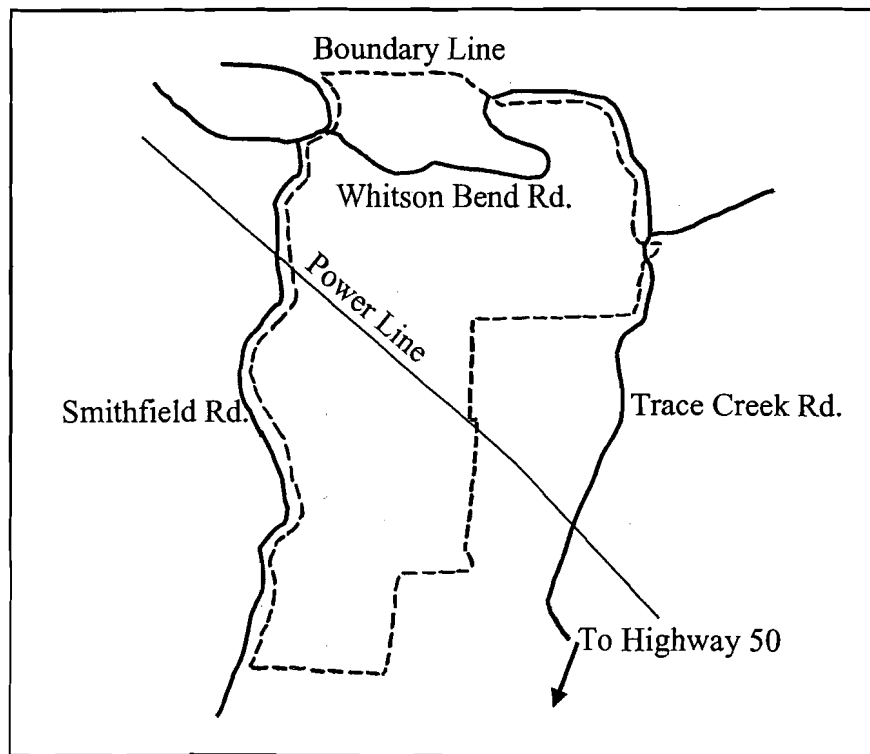 Boundary Line
Whitson Bend Rd.
Power Line
Smithfield Rd.
Trace Creek Rd.
To Highway 50